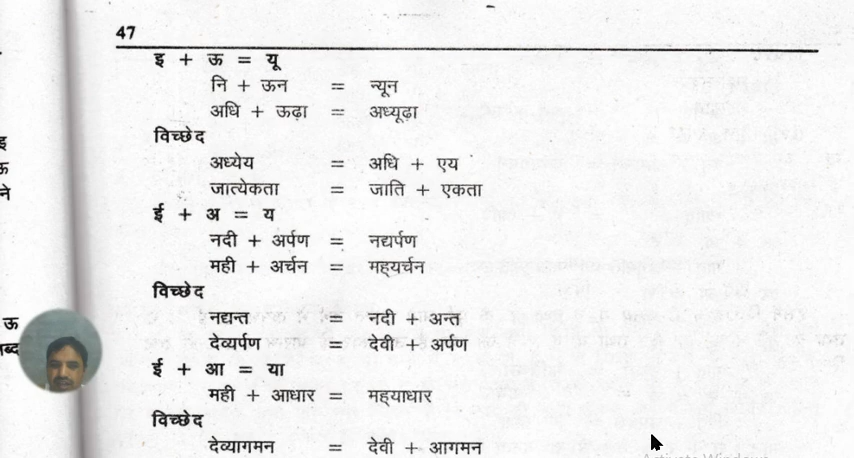 47
इ + ऊ = यू
नि + ऊन = न्यून
अधि + ऊढ़ा = अध्यूढ़ा
विच्छेद
अध्येय = अधि + एय
जात्येकता = जाति + एकता
ई + अ = य
नदी + अर्पण = नद्यर्पण
मही + अर्चन = मह्यर्चन
विच्छेद
नद्यन्त = नदी + अन्त
देव्यर्पण = देवी + अर्पण
ई + आ = या
मही + आधार = मह्याधार
विच्छेद
देव्यागमन = देवी + आगमन
इ
ऊ
ने
ऊ